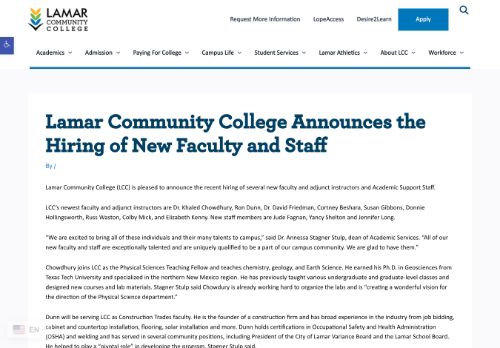 LAMAR
COMMUNITY
COLLEGE
Request More Information LopeAccess Desire2Learn Apply
Academics Admission Paying For College Campus Life Student Services Lamar Athletics About LCC Workforce
Lamar Community College Announces the
Hiring of New Faculty and Staff
By /
Lamar Community College (LCC) is pleased to announce the recent hiring of several new faculty and adjunct instructors and Academic Support Staff.
LCC's newest faculty and adjunct instructors are Dr. Khaled Chowdhury, Ron Dunn, Dr. David Friedman, Cortney Beshara, Susan Gibbons, Donnie
Hollingsworth, Russ Waston, Colby Mick, and Elizabeth Kenny. New staff members are Jude Fagnan, Yancy Shelton and Jennifer Long.
"We are excited to bring all of these individuals and their many talents to campus," said Dr. Annessa Stagner Stulp, dean of Academic Services. "All of our
new faculty and staff are exceptionally talented and are uniquely qualified to be a part of our campus community. We are glad to have them."
Chowdhury joins LCC as the Physical Sciences Teaching Fellow and teaches chemistry, geology, and Earth Science. He earned his Ph.D. in Geosciences from
Texas Tech University and specialized in the northern New Mexico region. He has previously taught various undergraduate and graduate-level classes and
designed new courses and lab materials. Stagner Stulp said Chowdury is already working hard to organize the labs and is "creating a wonderful vision for
the direction of the Physical Science department."
Dunn will be serving LCC as Construction Trades faculty. He is the founder of a construction firm and has broad experience in the industry from job bidding,
cabinet and countertop installation, flooring, solar installation and more. Dunn holds certifications in Occupational Safety and Health Administration
(OSHA) and welding and has served in several community positions, including President of the City of Lamar Variance Board and the Lamar School Board.
He helped to play a "pivotal role" in developing the program, Stagner Stulp said.
EN